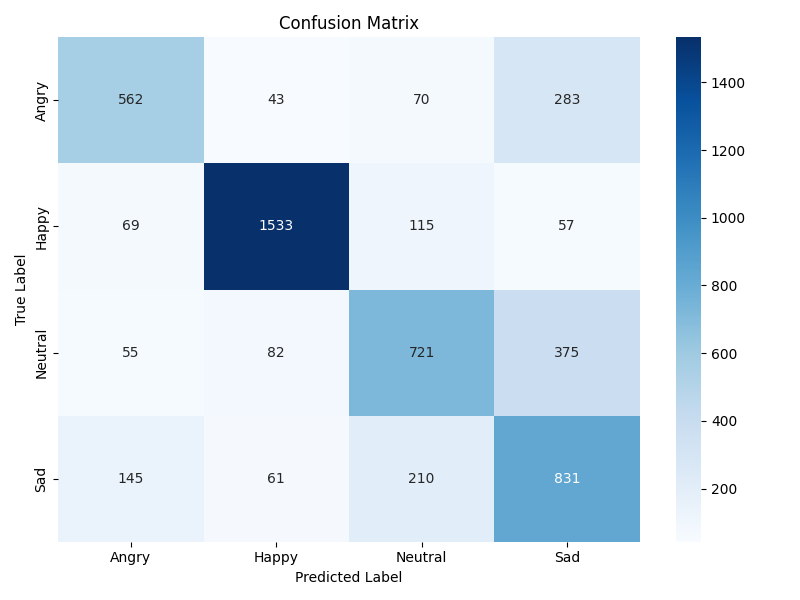 Confusion Matrix
Angry 562 43 70 283
Happy 69 1533 115 57
Neutral 55 82 721 375
Sad 145 61 210 831
Angry Happy Neutral Sad
Predicted Label
True Label
1400
1200
1000
800
600
400
200